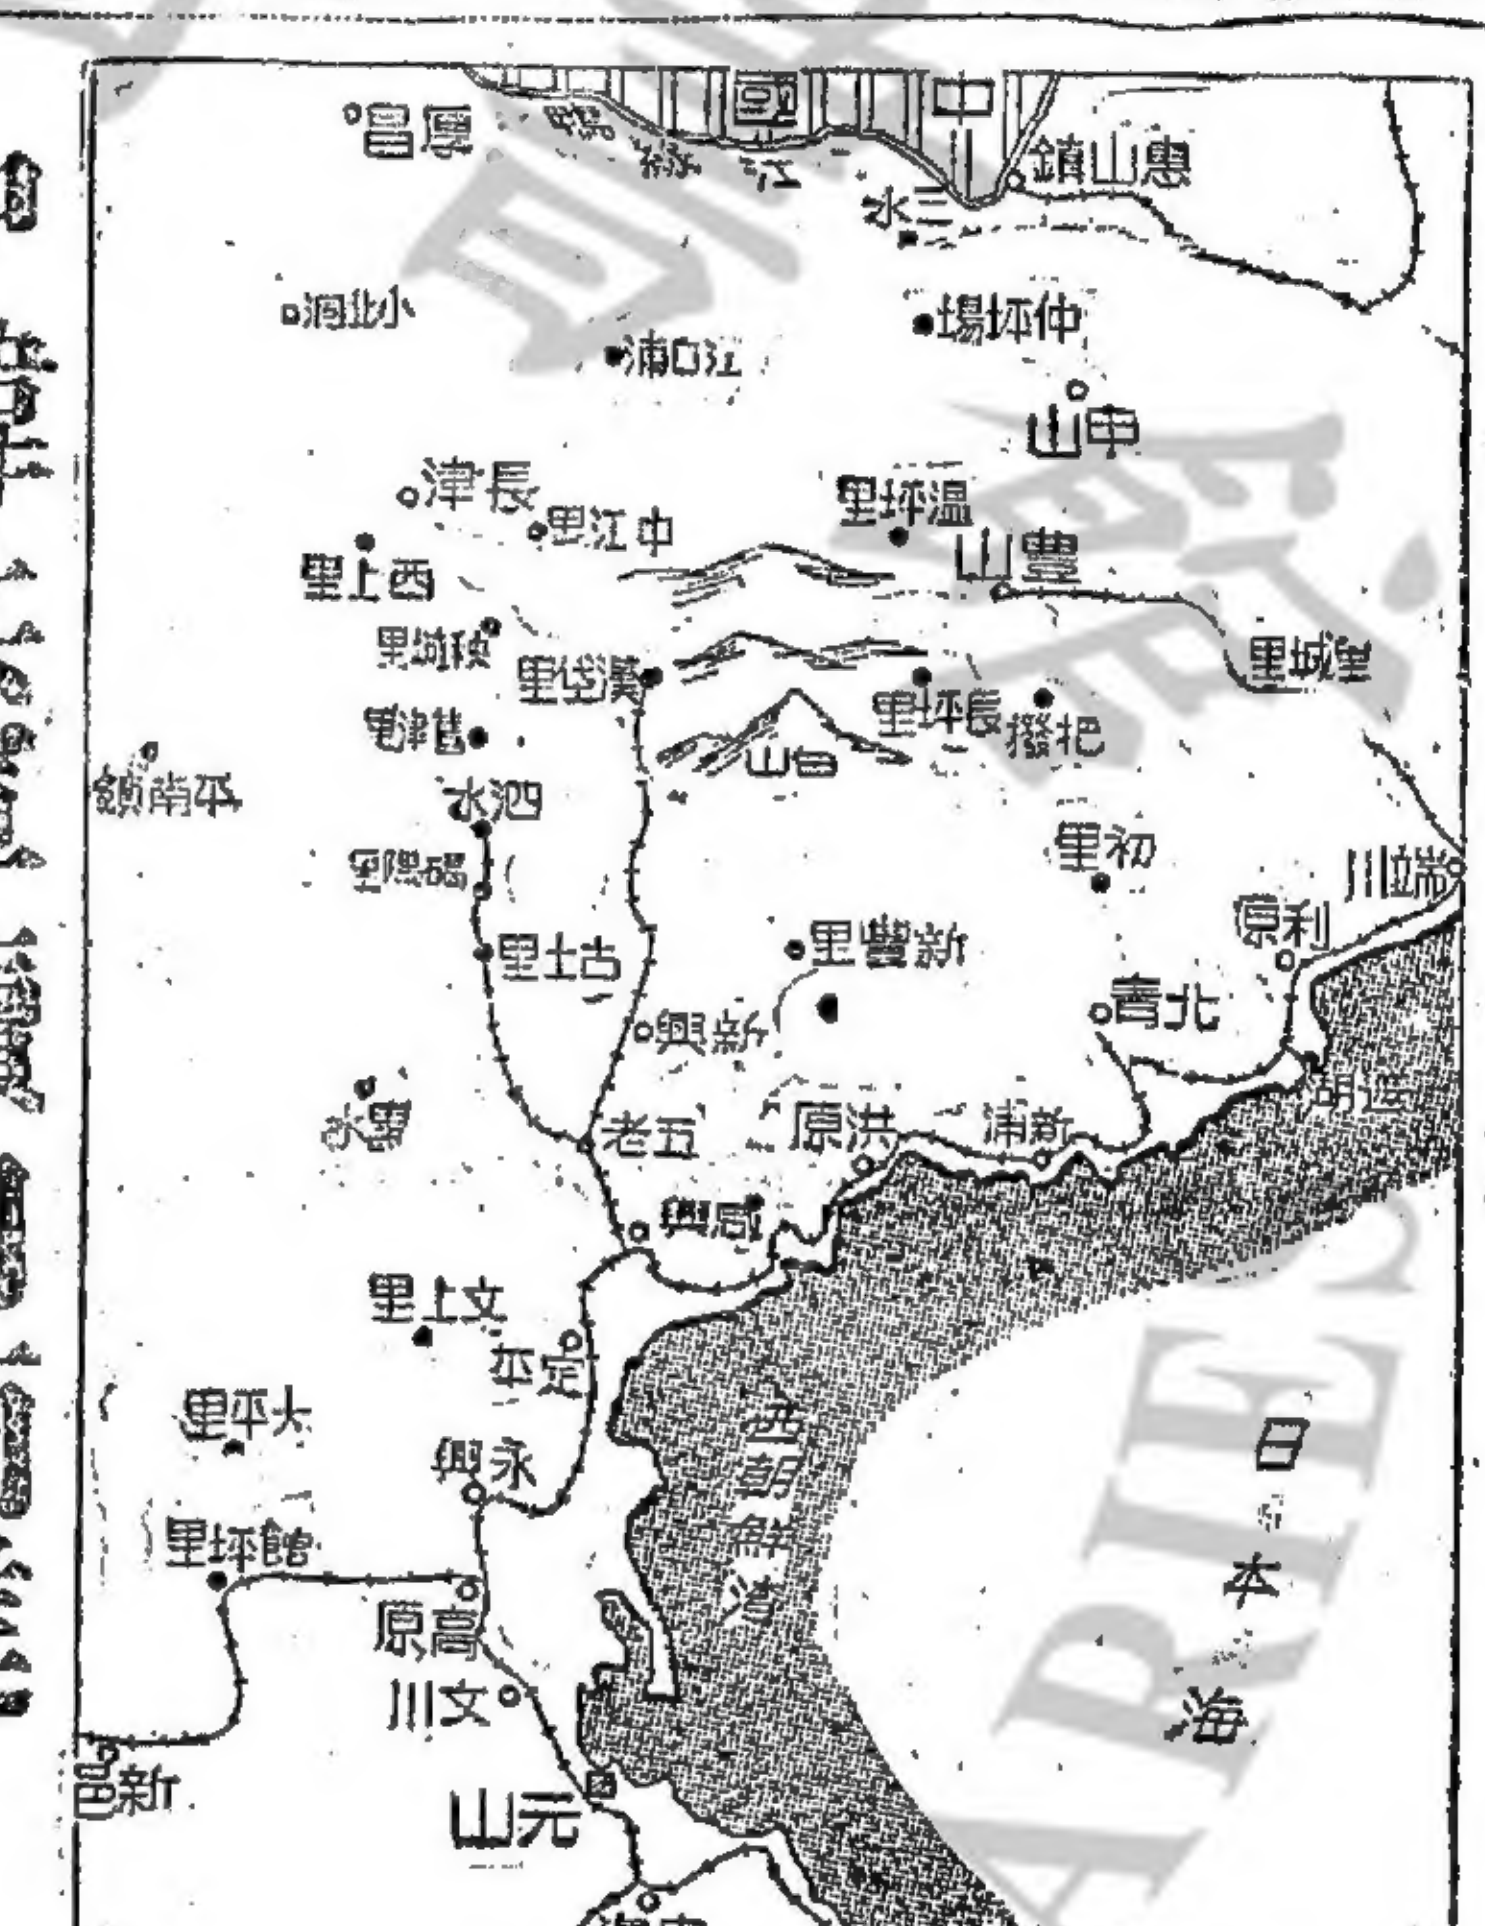 中國
鴨綠江
厚昌
惠山鎮
三水
小北洞
江口浦
仲坪場
甲山
長津
中江里
溫坪里
西上里
豐山
漢岱里
長坪里
把撥
舊津里
白山
泗水
初里
端川
利原
古土里
新豐里
北青
新興
遮湖
五老
洪原
新浦
咸興
文上里
定平
大平里
永興
西朝鮮灣
日本海
館坪里
高原
文川
新邑
元山
ARIES